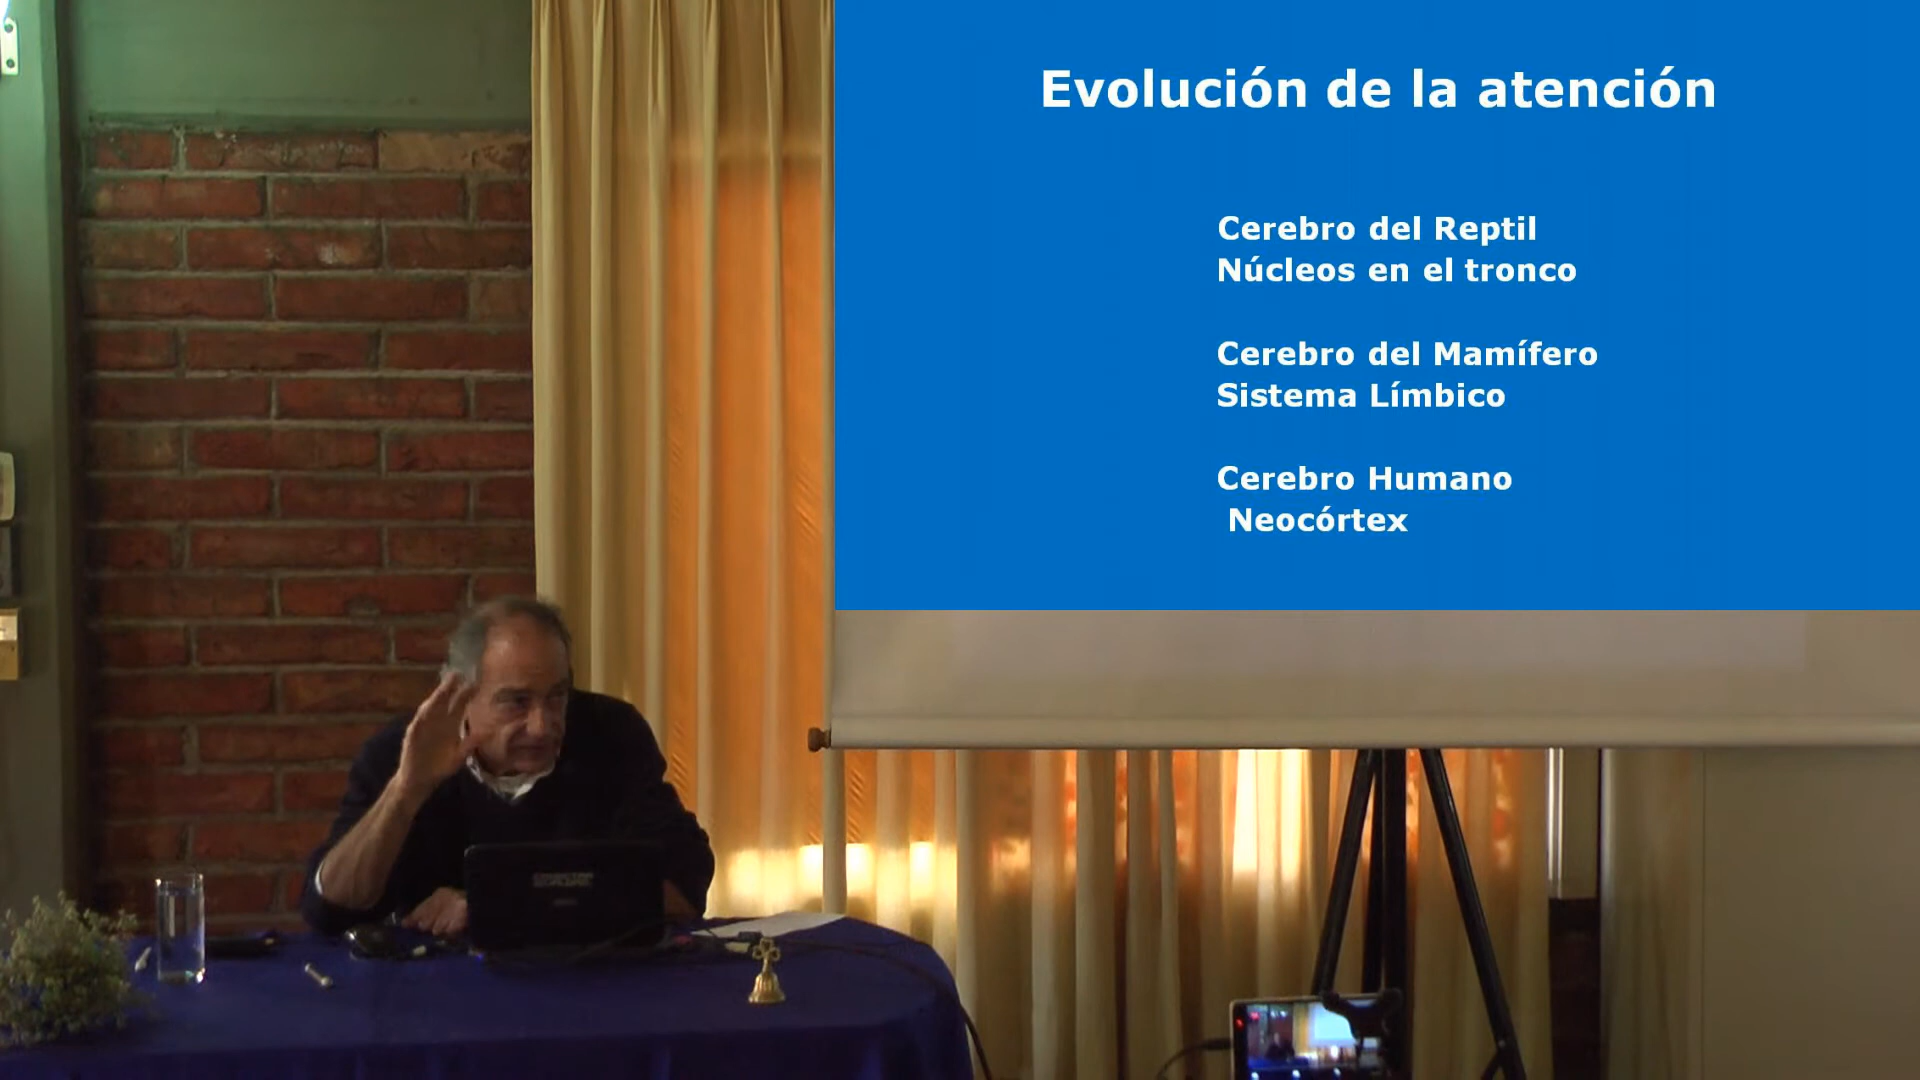 Evolución de la atención
Cerebro del Reptil
Núcleos en el tronco
Cerebro del Mamífero
Sistema Límbico
Cerebro Humano
Neocórtex